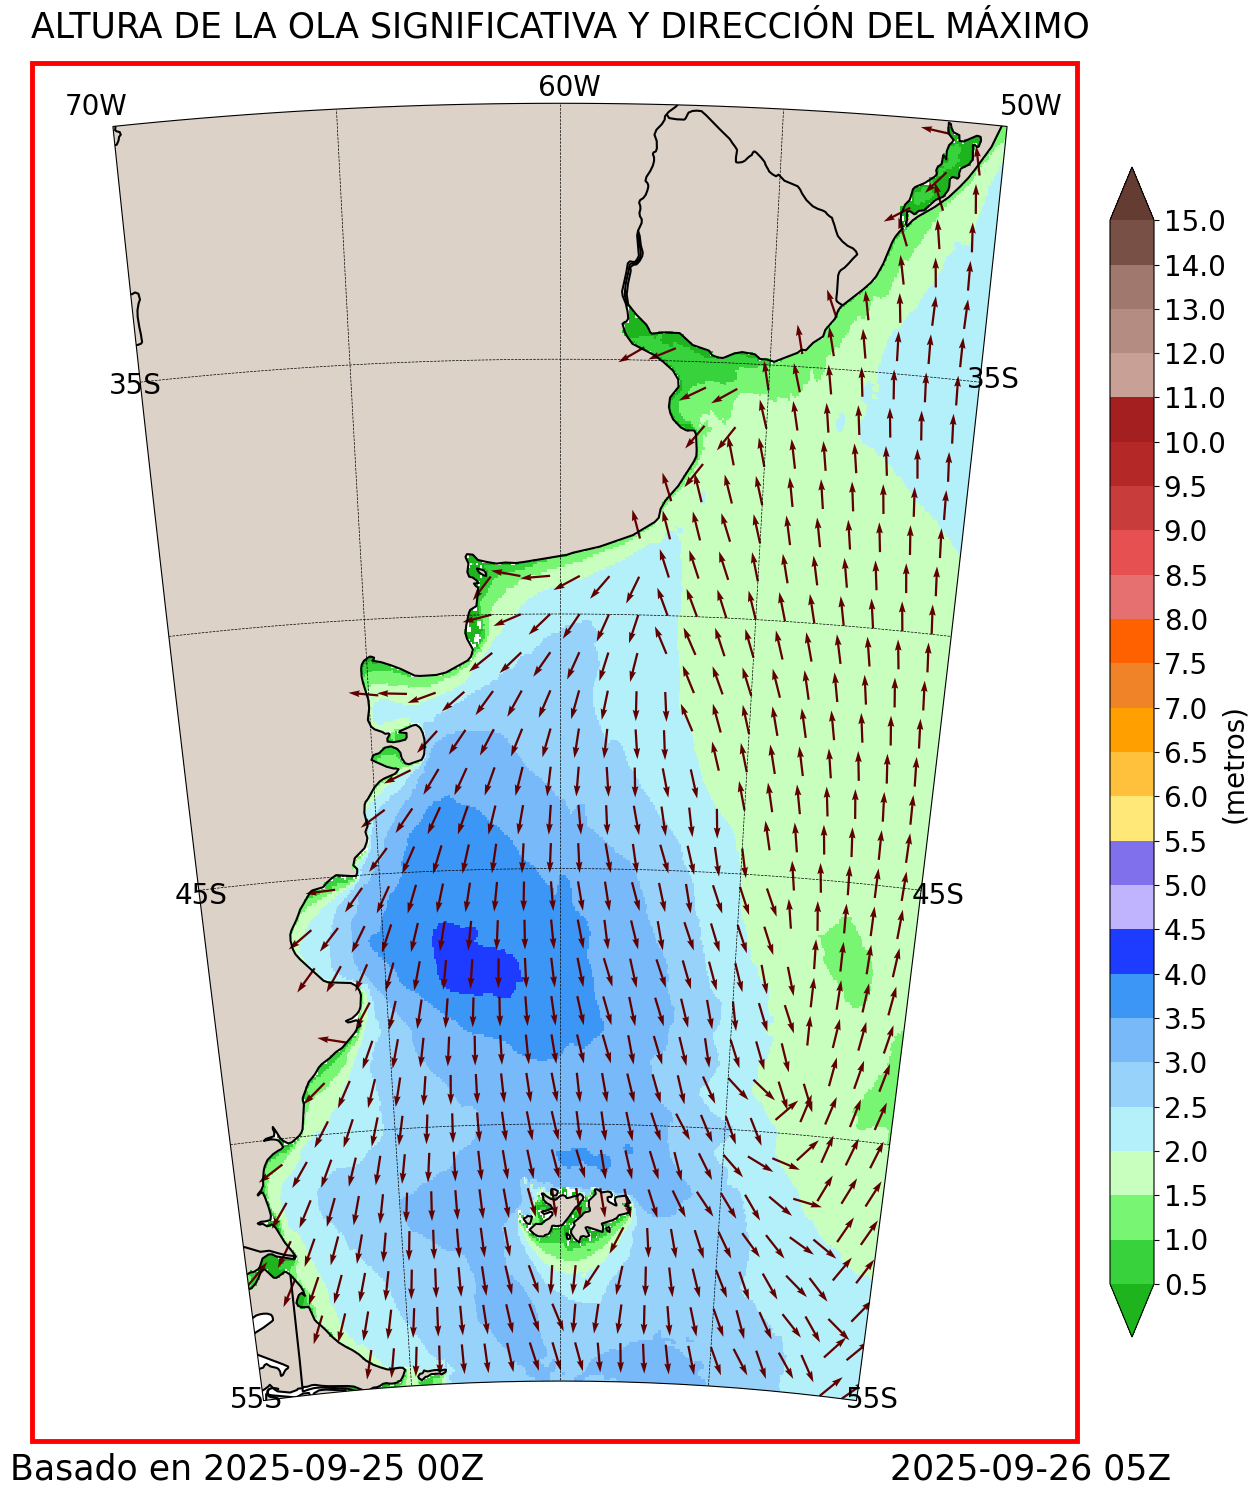 ALTURA DE LA OLA SIGNIFICATIVA Y DIRECCIÓN DEL MÁXIMO
70W
60W
50W
35S
35S
45S
45S
55S
55S
15.0
14.0
13.0
12.0
11.0
10.0
9.5
9.0
8.5
8.0
7.5
7.0
6.5
6.0
5.5
5.0
4.5
4.0
3.5
3.0
2.5
2.0
1.5
1.0
0.5
(metros)
Basado en 2025-09-25 00Z
2025-09-26 05Z